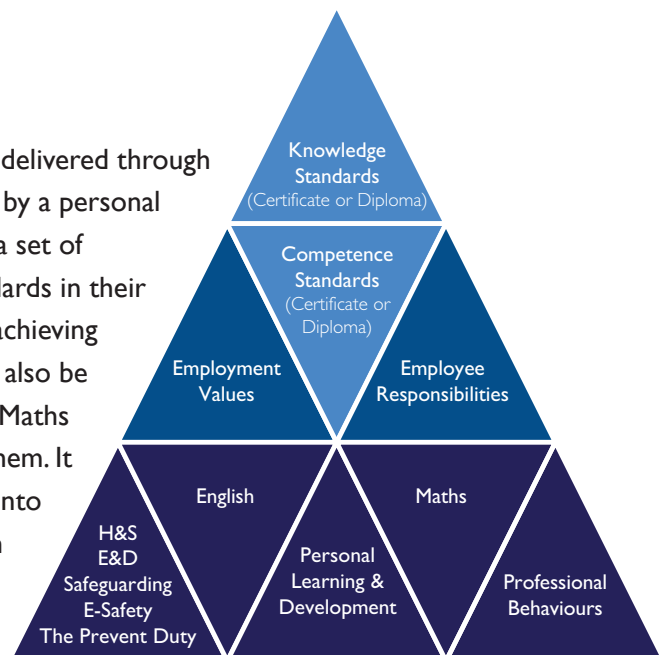 delivered through
by a personal
a set of
lards in their
achieving
also be
Maths
hem. It
nto
Knowledge
Standards
(Certificate or Diploma)
Competence
Standards
(Certificate or
Diploma)
Employment
Values
Employee
Responsibilities
H&S
E&D
Safeguarding
E-Safety
The Prevent Duty
English
Personal
Learning &
Development
Maths
Professional
Behaviours